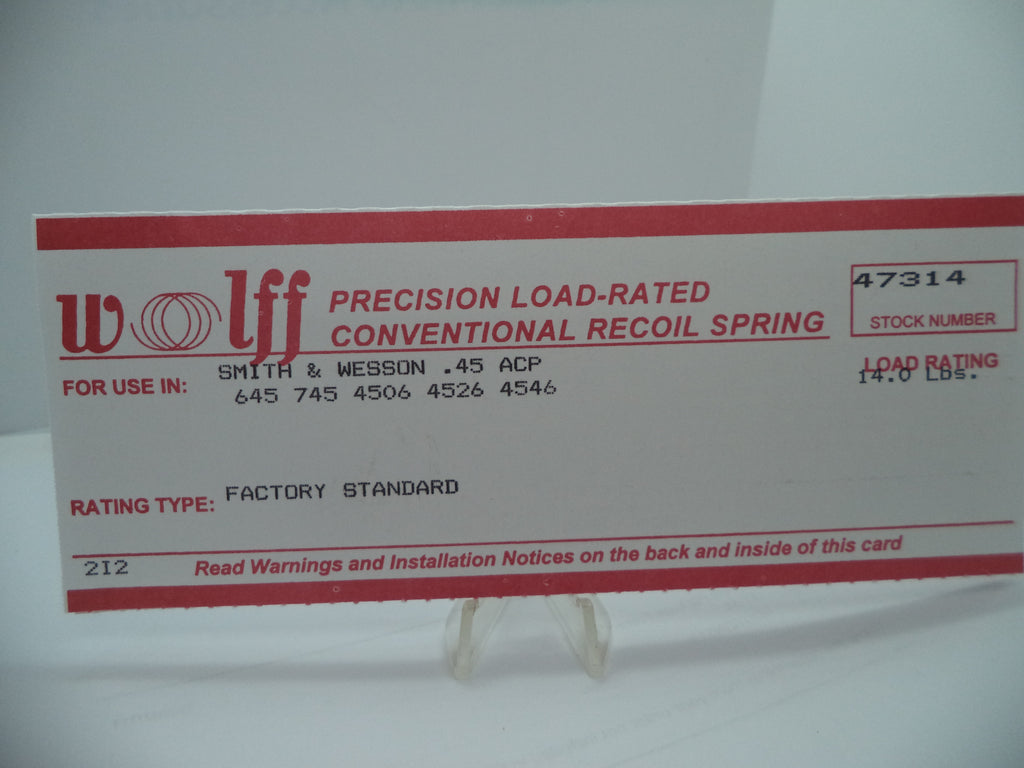 wolff
PRECISION LOAD-RATED
CONVENTIONAL RECOIL SPRING
47314
STOCK NUMBER
FOR USE IN: SMITH & WESSON .45 ACP
645 745 4506 4526 4546
LOAD RATING
14.0 Lbs.
RATING TYPE: FACTORY STANDARD
2I2
Read Warnings and Installation Notices on the back and inside of this card